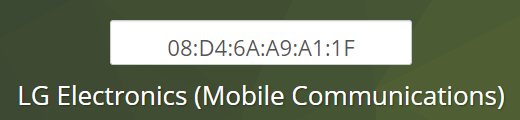 08:D4:6A:A9:A1:1F
LG Electronics (Mobile Communications)